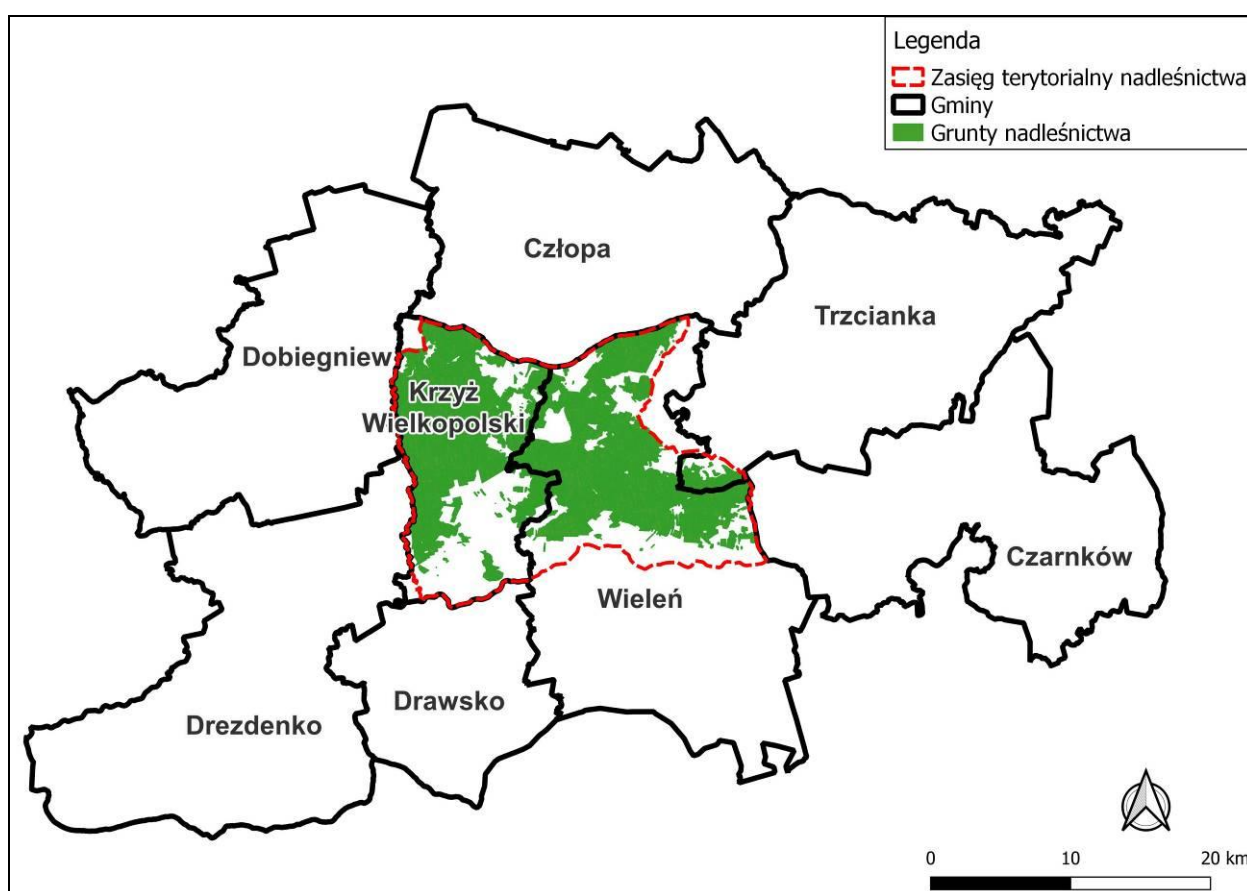 Legenda
Zasięg terytorialny nadleśnictwa
Gminy
Grunty nadleśnictwa
Człopa
Trzcianka
Dobiegniew
Krzyż
Wielkopolski
Czarnków
Wieleń
Drawsko
Drezdenko
0 10 20 km